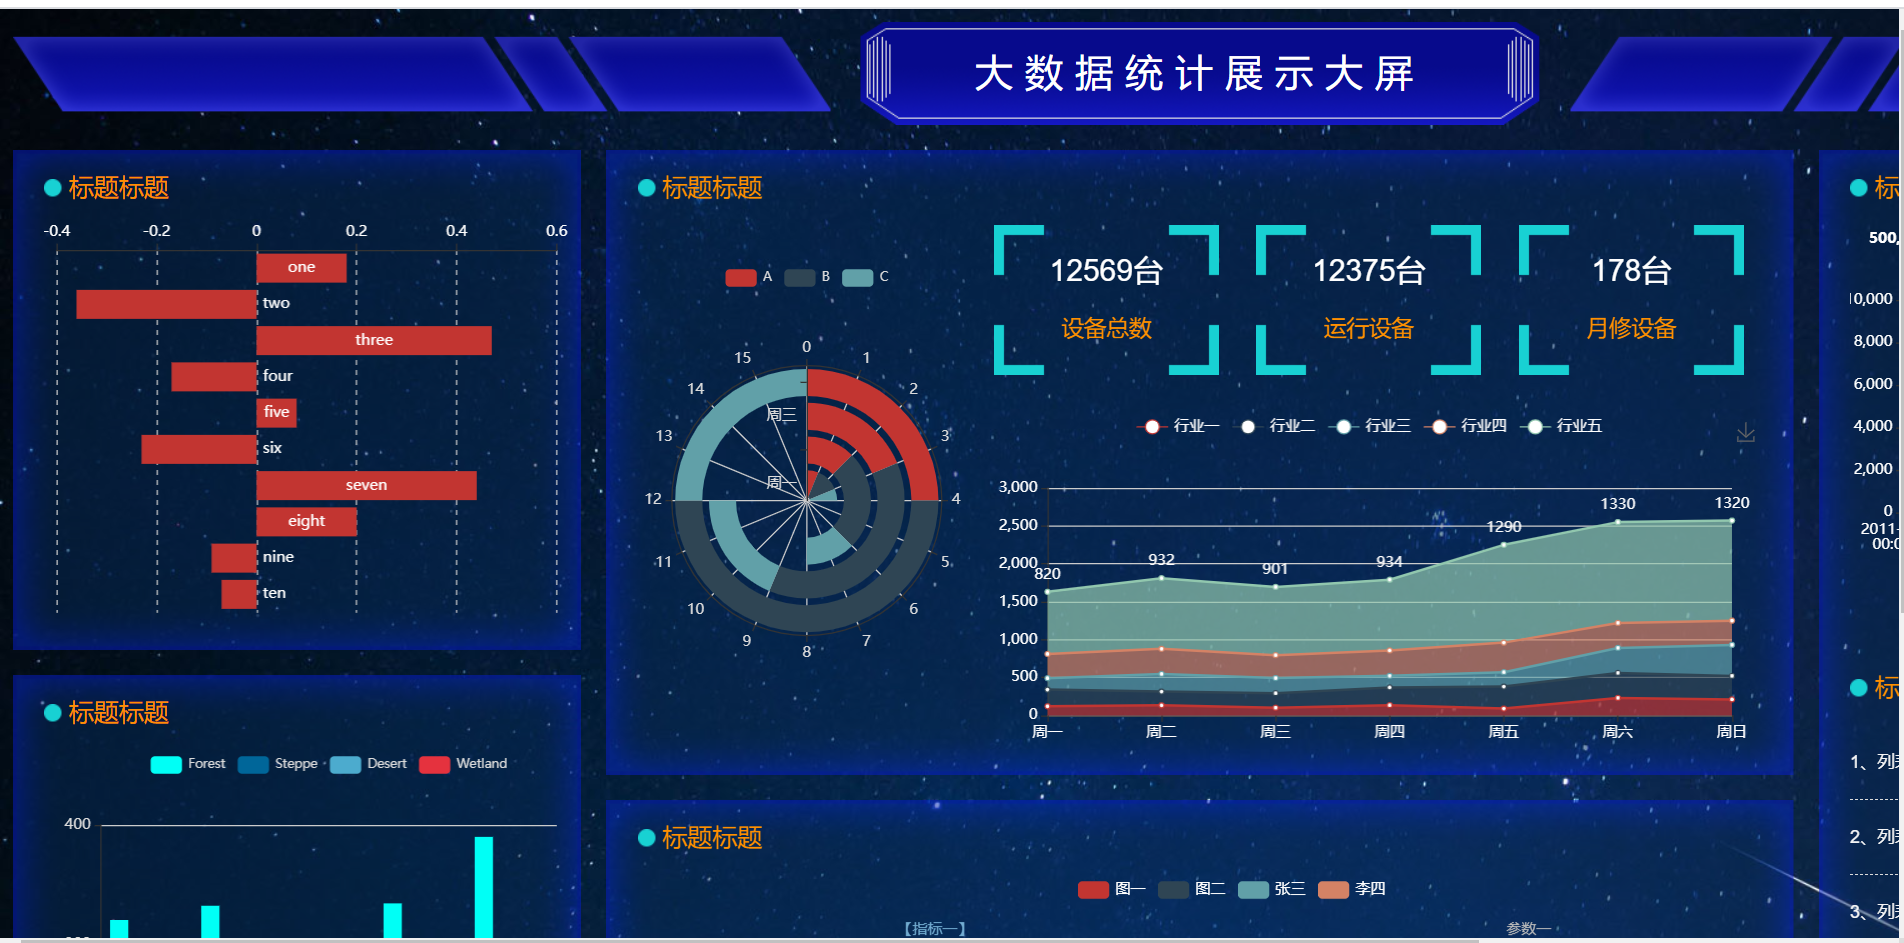 大数据统计展示大屏
标题标题
-0.4 -0.2 0 0.2 0.4 0.6
one
two
three
four
five
six
seven
eight
nine
ten
标题标题
Forest Steppe Desert Wetland
400
标题标题
A B C
0
1
2
3
4
5
6
7
8
9
10
11
12
13
14
15
周三
周一
12569台
设备总数
12375台
运行设备
178台
月修设备
行业一 行业二 行业三 行业四 行业五
3,000
2,500
2,000
1,500
1,000
500
0
820 932 901 934 1290 1330 1320
周一 周二 周三 周四 周五 周六 周日
标题标题
图一 图二 张三 李四
【指标一】
参数一
标
500,
0,000
8,000
6,000
4,000
2,000
0
2011-
00:0
标
1、列
2、列
3、列